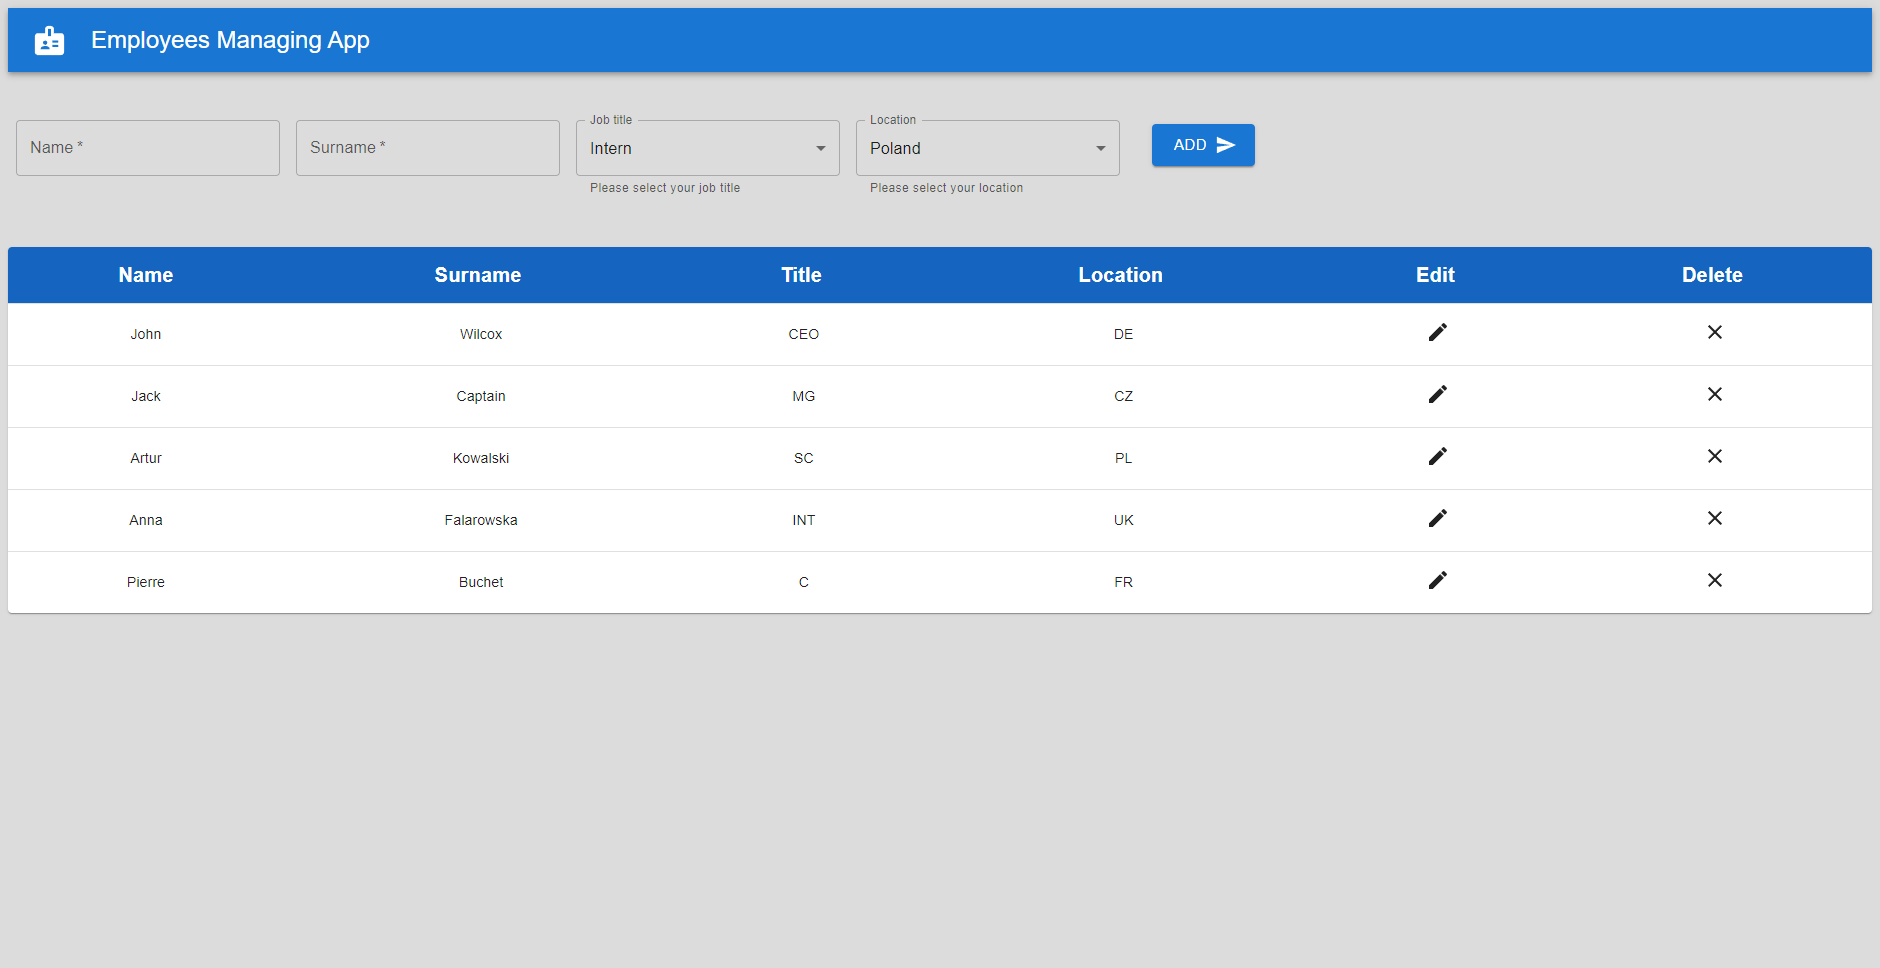 Employees Managing App
Name * Surname * Job title Intern Location Poland ADD
Please select your job title Please select your location
Name Surname Title Location Edit Delete
John Wilcox CEO DE
Jack Captain MG CZ
Artur Kowalski SC PL
Anna Falarowska INT UK
Pierre Buchet C FR